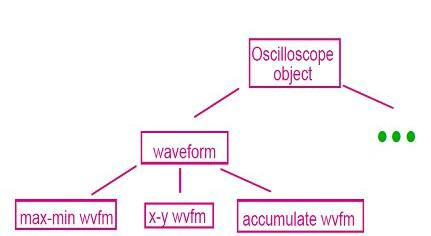 Oscilloscope
object
waveform
max-min wvfm
x-y wvfm
accumulate wvfm